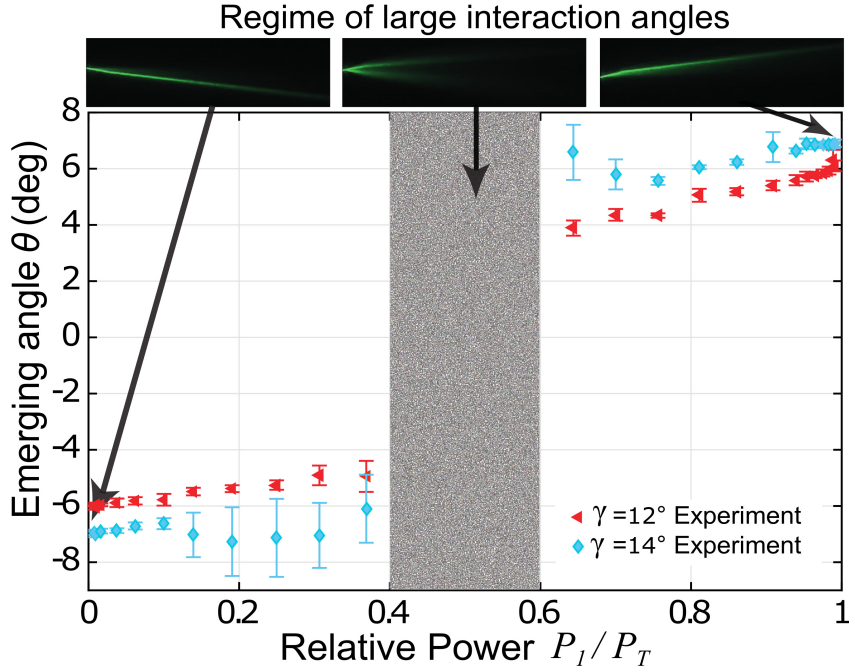 Regime of large interaction angles
8
6
4
2
0
-2
-4
-6
-8
Emerging angle θ (deg)
γ =12° Experiment
γ =14° Experiment
0 0.2 0.4 0.6 0.8 1
Relative Power P1/PT